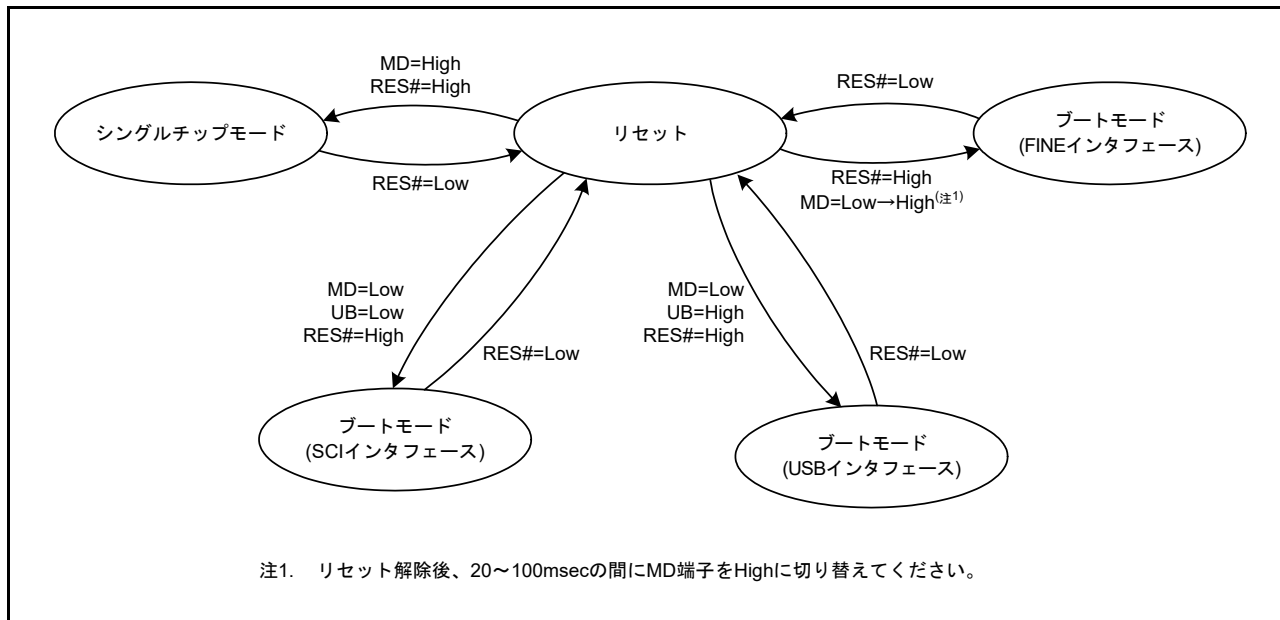 MD=High
RES#=High
RES#=Low
シングルチップモード
リセット
ブートモード
(FINEインタフェース)
RES#=Low
RES#=High
MD=Low→High(注1)
MD=Low
UB=Low
RES#=High
RES#=Low
MD=Low
UB=High
RES#=High
RES#=Low
ブートモード
(SCIインタフェース)
ブートモード
(USBインタフェース)
注1. リセット解除後、20～100msecの間にMD端子をHighに切り替えてください。